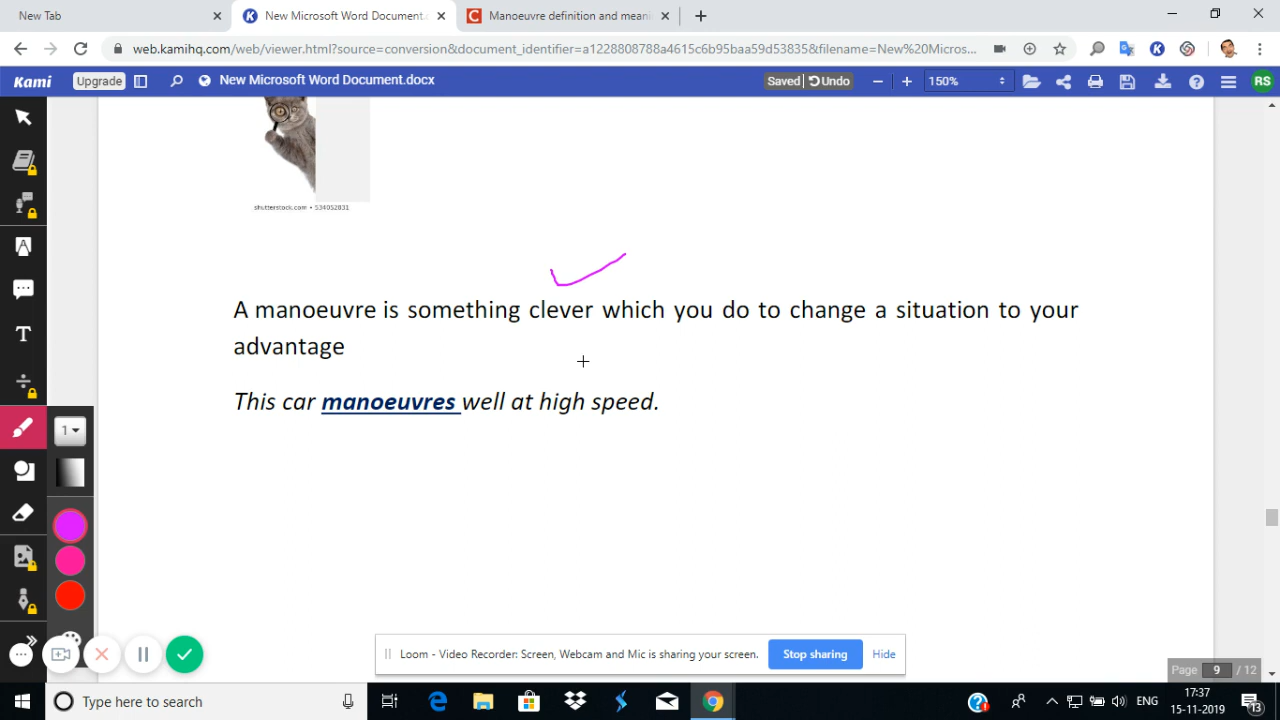 New Tab
New Microsoft Word Document.
Manoeuvre definition and meani
web.kamihq.com/web/viewer.html?source=conversion&document_identifier=a1228808788a4615c6b95baa59d53835&filename=New%20Micros...
Kami
Upgrade
New Microsoft Word Document.docx
Saved
Undo
150%
RS
shutterstock.com • 534052831
A manoeuvre is something clever which you do to change a situation to your
advantage
This car manoeuvres well at high speed.
1
Loom - Video Recorder: Screen, Webcam and Mic is sharing your screen.
Stop sharing
Hide
Page 9 / 12
Type here to search
ENG
17:37
15-11-2019
13